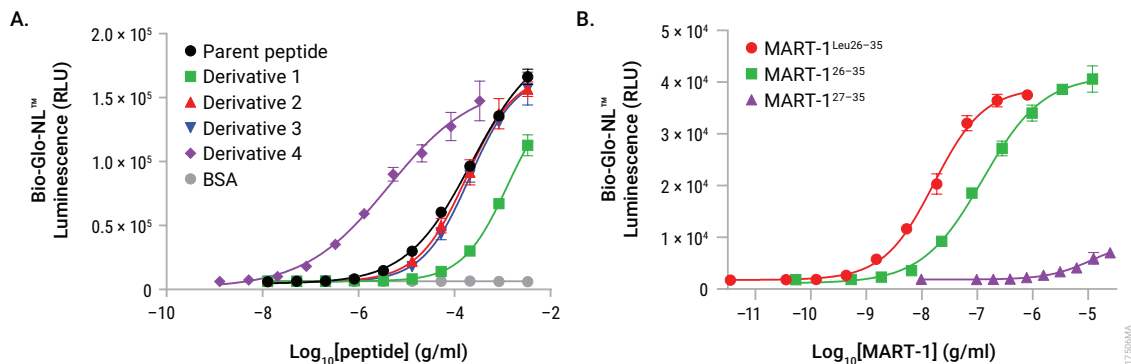 A.
Bio-Glo-NL™
Luminescence (RLU)
2.0 × 10⁵
1.5 × 10⁵
1.0 × 10⁵
0.5 × 10⁵
0
Parent peptide
Derivative 1
Derivative 2
Derivative 3
Derivative 4
BSA
−10
−8
−6
−4
−2
Log₁₀[peptide] (g/ml)
B.
Bio-Glo-NL™
Luminescence (RLU)
5 × 10⁴
4 × 10⁴
3 × 10⁴
2 × 10⁴
1 × 10⁴
0
MART-1ᴸᵉᵘ²⁶⁻³⁵
MART-1²⁶⁻³⁵
MART-1²⁷⁻³⁵
−11
−10
−9
−8
−7
−6
−5
Log₁₀[MART-1] (g/ml)
17506MA